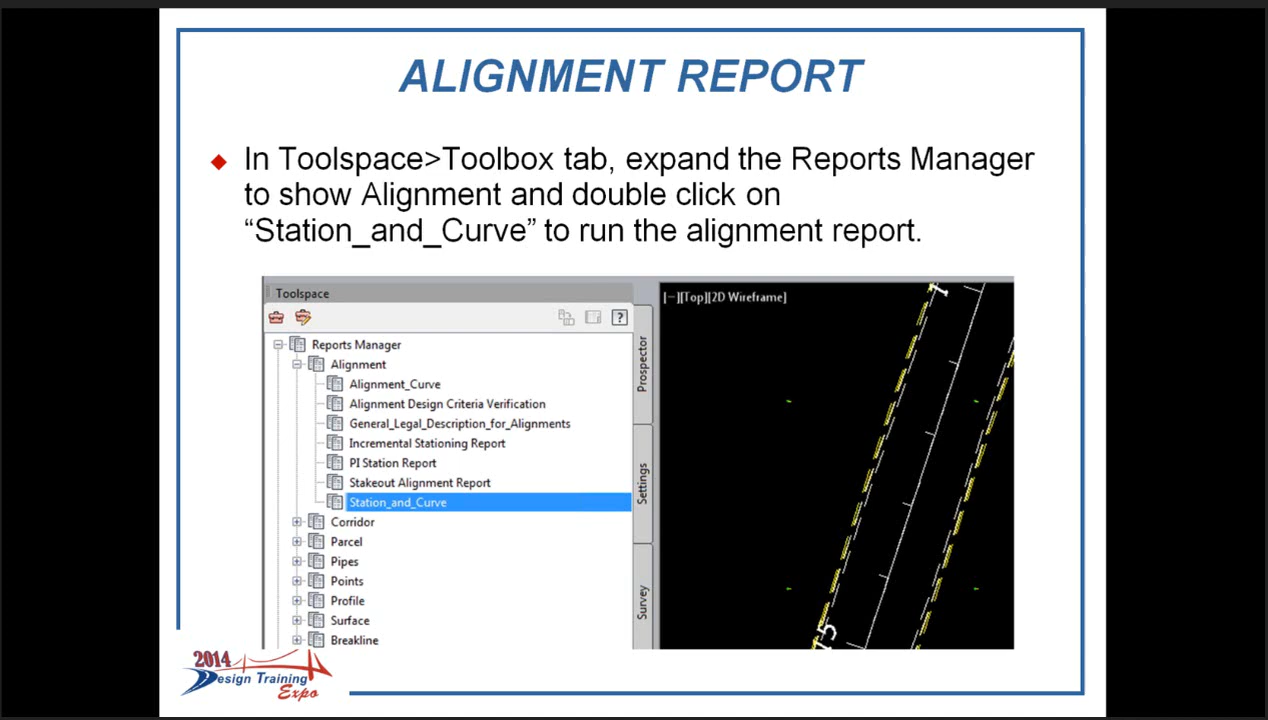 ALIGNMENT REPORT
In Toolspace>Toolbox tab, expand the Reports Manager
to show Alignment and double click on
“Station_and_Curve” to run the alignment report.
Toolspace
[−][Top][2D Wireframe]
?
Reports Manager
Alignment
Alignment_Curve
Alignment Design Criteria Verification
General_Legal_Description_for_Alignments
Incremental Stationing Report
PI Station Report
Stakeout Alignment Report
Station_and_Curve
Corridor
Parcel
Pipes
Points
Profile
Surface
Breakline
Prospector
Settings
Survey
15
2014
Design Training
Expo